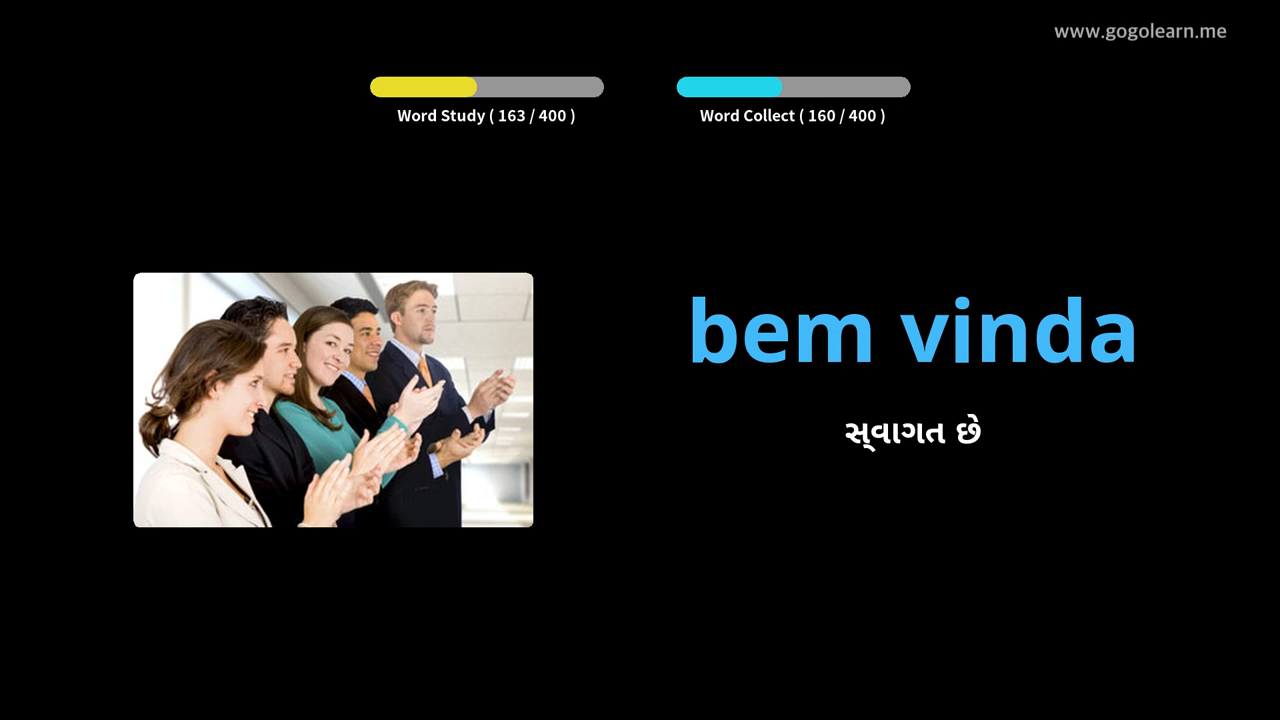 www.gogolearn.me
Word Study ( 163 / 400 )
Word Collect ( 160 / 400 )
bem vinda
સ્વાગત છે